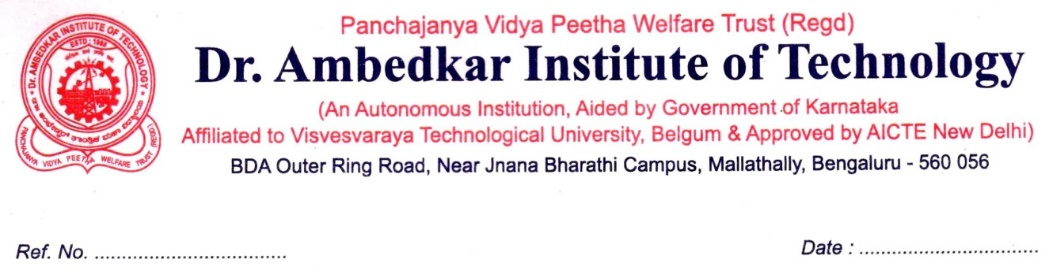 Dr. AMBEDKAR INSTITUTE OF TECHNOLOGY
ESTD - 1980
PANCHAJANYA VIDYA PEETHA WELFARE TRUST (REGD)
Panchajanya Vidya Peetha Welfare Trust (Regd)
Dr. Ambedkar Institute of Technology
(An Autonomous Institution, Aided by Government of Karnataka
Affiliated to Visvesvaraya Technological University, Belgum & Approved by AICTE New Delhi)
BDA Outer Ring Road, Near Jnana Bharathi Campus, Mallathally, Bengaluru - 560 056
Ref. No. ..................................
Date : ................................